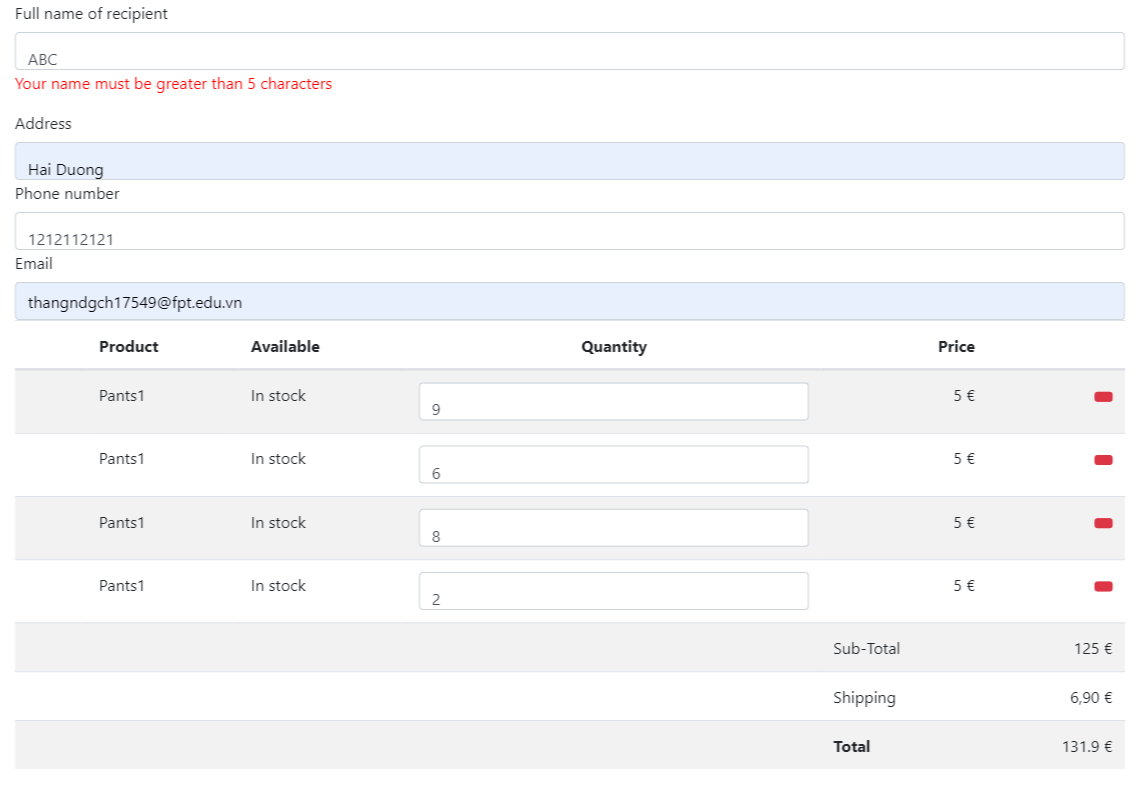 Full name of recipient
ABC
Your name must be greater than 5 characters
Address
Hai Duong
Phone number
1212112121
Email
thangndgch17549@fpt.edu.vn
Product Available Quantity Price
Pants1 In stock 9 5 €
Pants1 In stock 6 5 €
Pants1 In stock 8 5 €
Pants1 In stock 2 5 €
Sub-Total 125 €
Shipping 6,90 €
Total 131.9 €